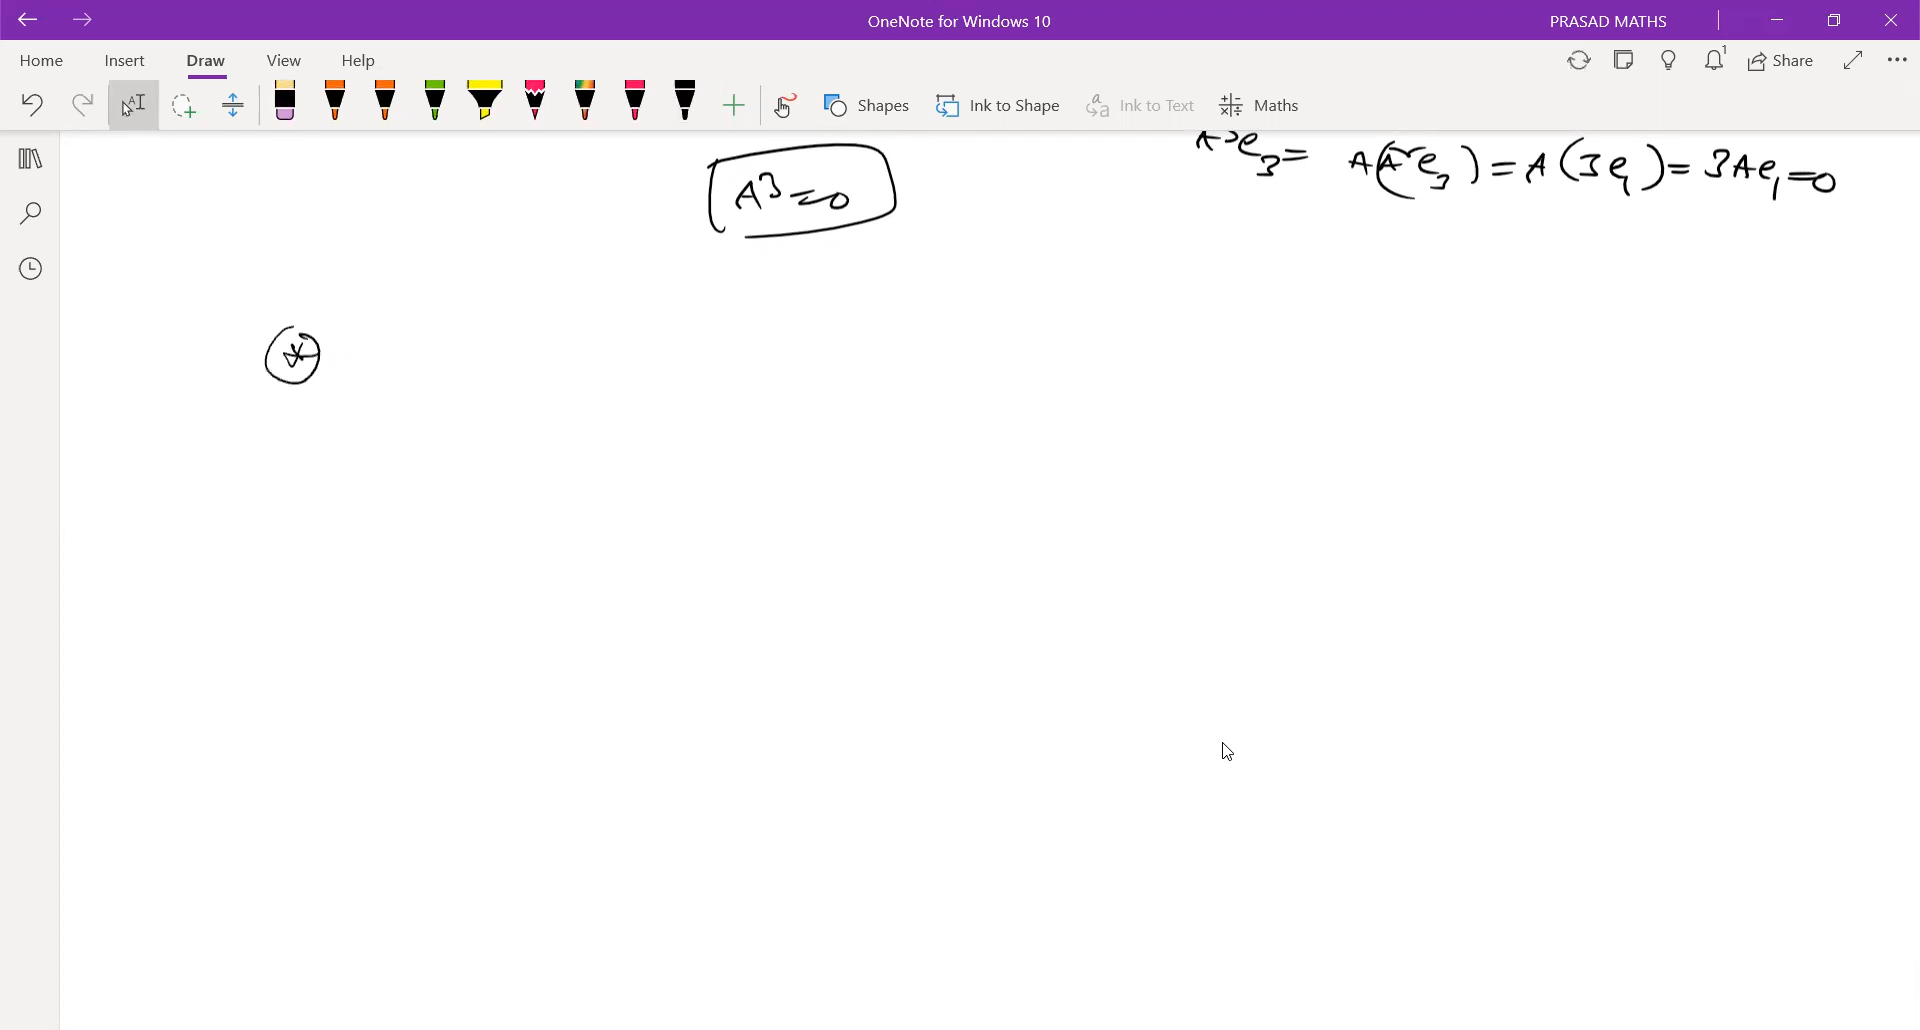 OneNote for Windows 10
PRASAD MATHS
Home Insert Draw View Help
1
Share
Shapes
Ink to Shape
a
Ink to Text
Maths
A³e₃ = A(A²e₃) = A(3e₁) = 3Ae₁ = 0
A³ = 0